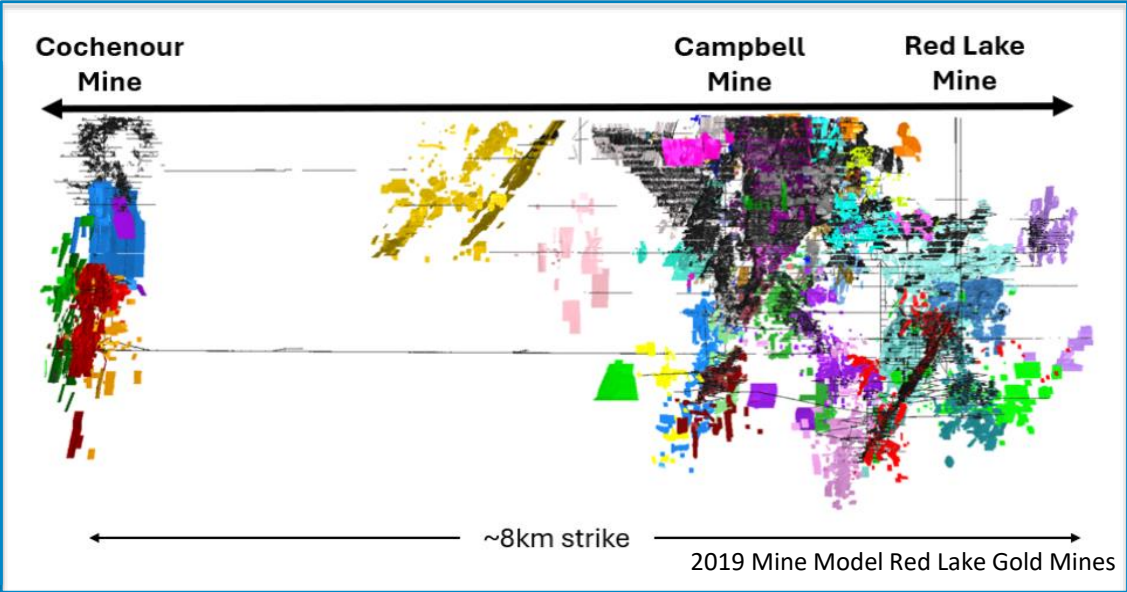 Cochenour
Mine
Campbell
Mine
Red Lake
Mine
~8km strike
2019 Mine Model Red Lake Gold Mines